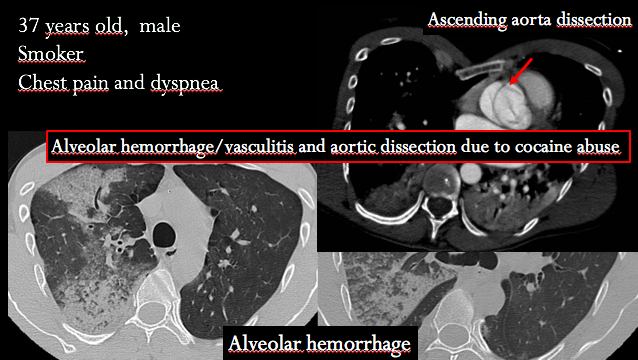 37 years old,  male
Smoker
Chest pain and dyspnea
Ascending aorta dissection
Alveolar hemorrhage/vasculitis and aortic dissection due to cocaine abuse
Alveolar hemorrhage